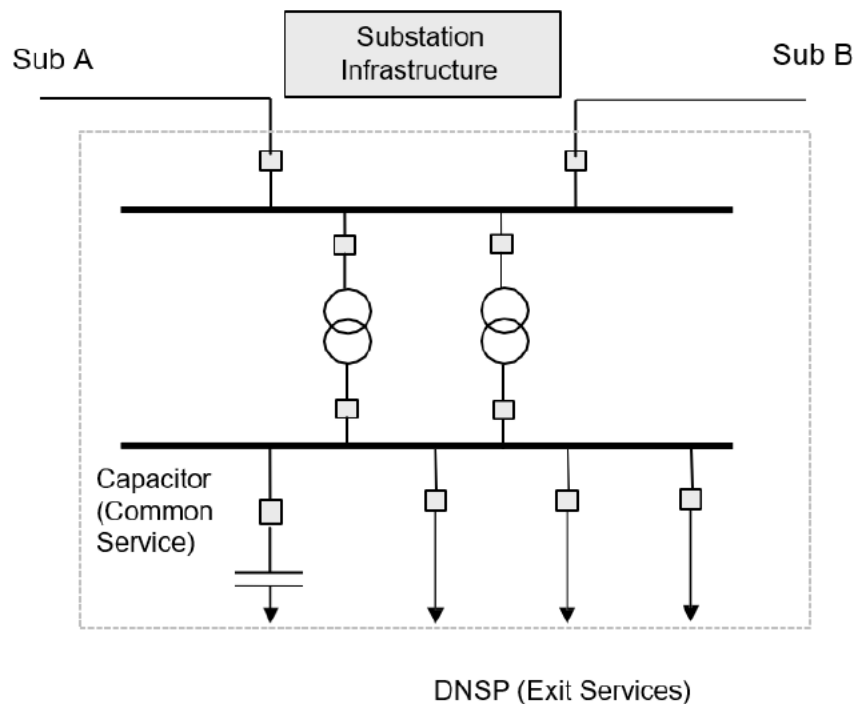 Substation
Infrastructure
Sub A
Sub B
Capacitor
(Common
Service)
DNSP (Exit Services)